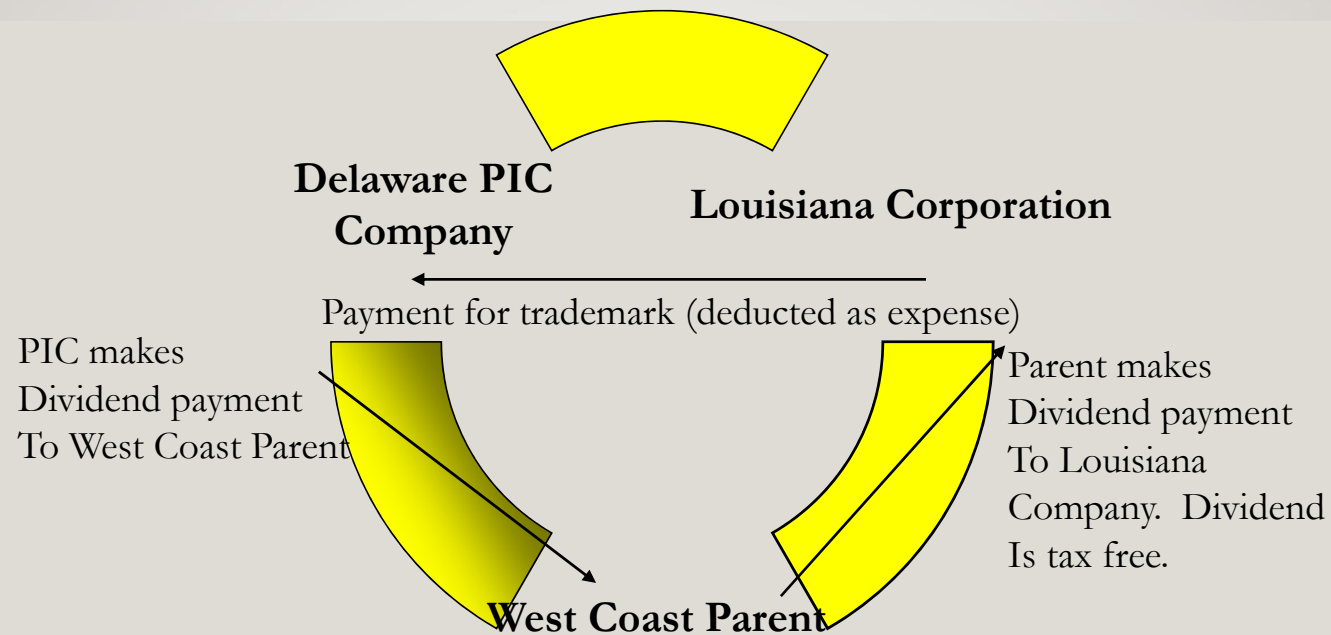 Delaware PIC
Company
Louisiana Corporation
Payment for trademark (deducted as expense)
PIC makes
Dividend payment
To West Coast Parent
Parent makes
Dividend payment
To Louisiana
Company.  Dividend
Is tax free.
West Coast Parent